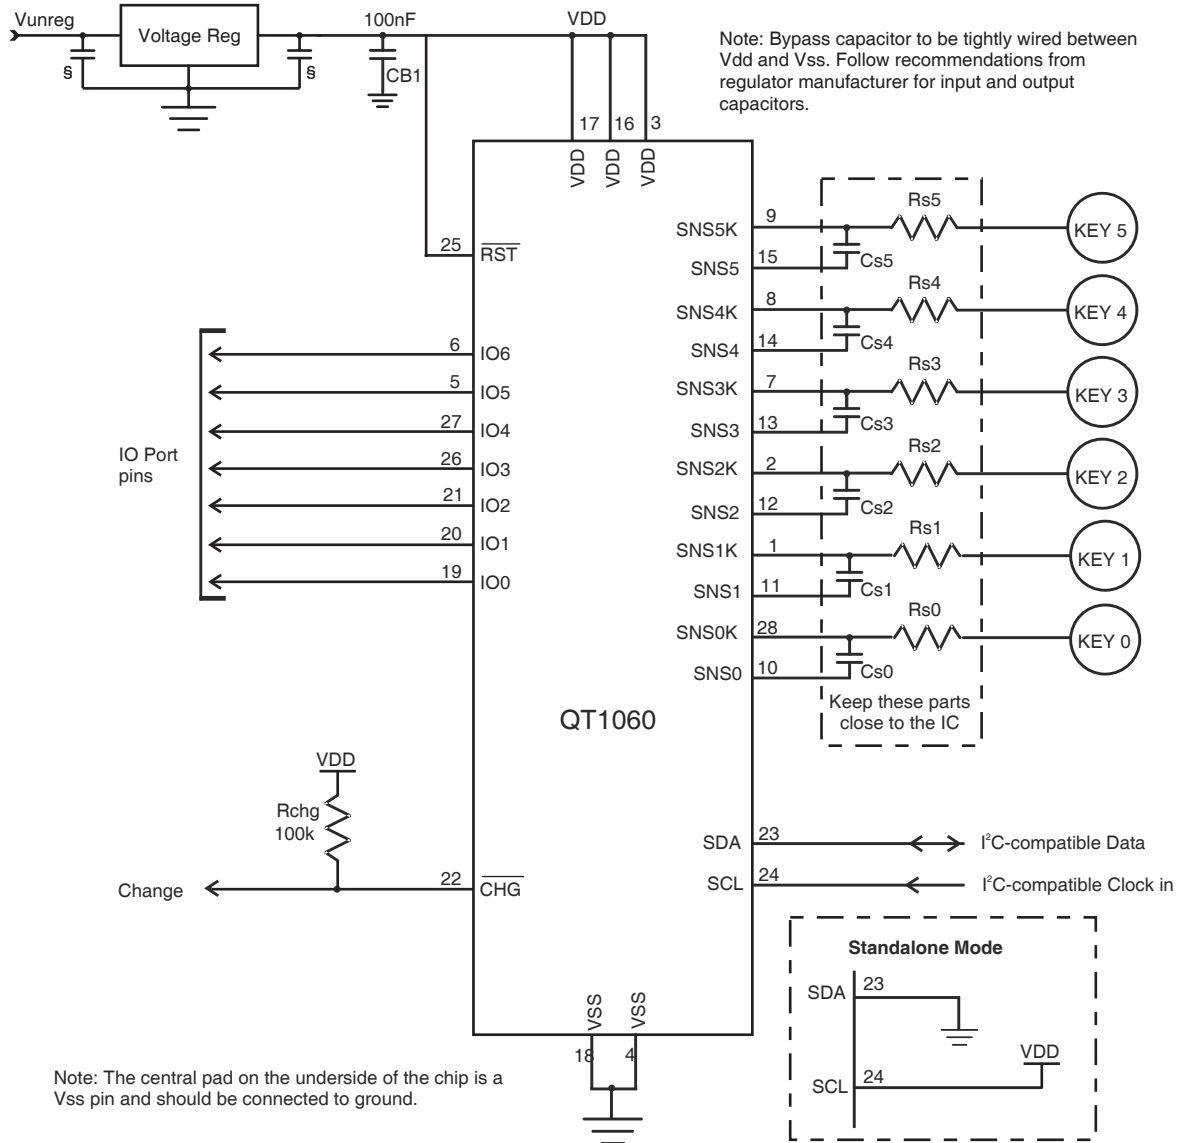 Vunreg
Voltage Reg
100nF
VDD
§
§
CB1
Note: Bypass capacitor to be tightly wired between
Vdd and Vss. Follow recommendations from
regulator manufacturer for input and output
capacitors.
17 16 3
VDD VDD VDD
25 RST
IO Port
pins
6 IO6
5 IO5
27 IO4
26 IO3
21 IO2
20 IO1
19 IO0
SNS5K 9 Rs5 KEY 5
SNS5 15 Cs5
SNS4K 8 Rs4 KEY 4
SNS4 14 Cs4
SNS3K 7 Rs3 KEY 3
SNS3 13 Cs3
SNS2K 2 Rs2 KEY 2
SNS2 12 Cs2
SNS1K 1 Rs1 KEY 1
SNS1 11 Cs1
SNS0K 28 Rs0 KEY 0
SNS0 10 Cs0
Keep these parts
close to the IC
QT1060
VDD
Rchg
100k
Change 22 CHG
SDA 23 I²C-compatible Data
SCL 24 I²C-compatible Clock in
Standalone Mode
SDA 23
VDD
SCL 24
VSS VSS
18 4
Note: The central pad on the underside of the chip is a
Vss pin and should be connected to ground.